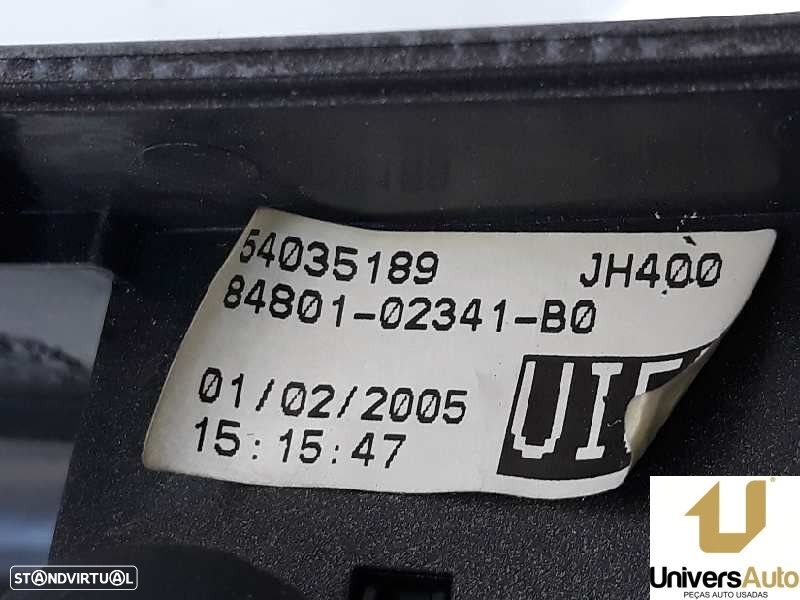 54035189 JH400
84801-02341-B0
01/02/2005
15:15:47
STANDVIRTUAL
UniversAuto
PEÇAS AUTO USADAS